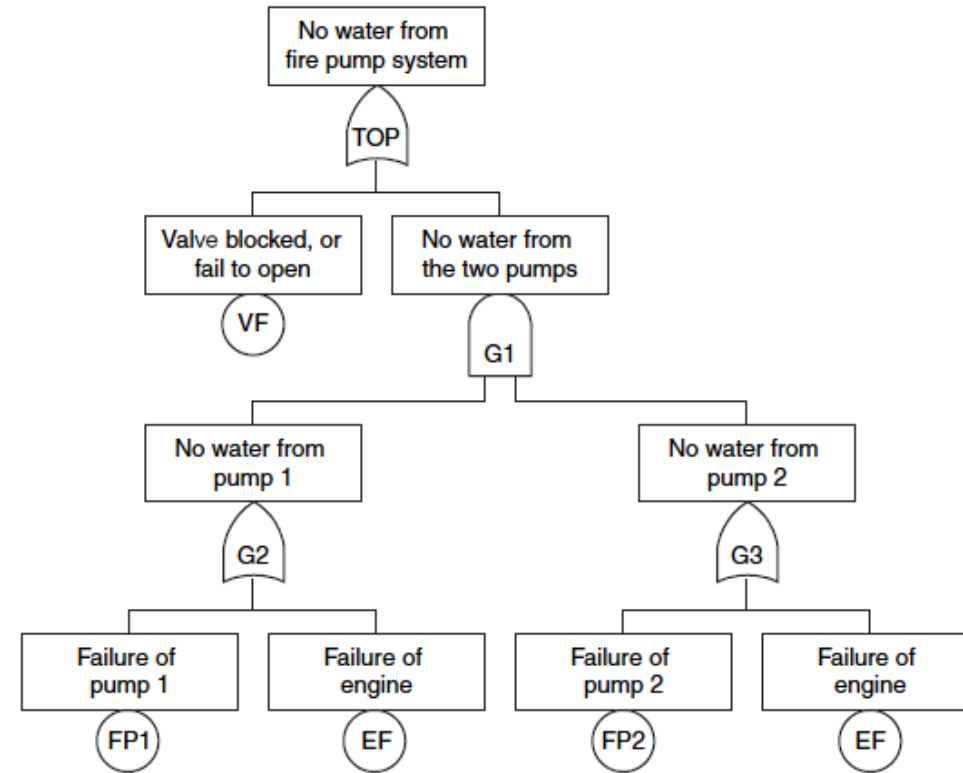 No water from
fire pump system
TOP
Valve blocked, or
fail to open
No water from
the two pumps
VF
G1
No water from
pump 1
No water from
pump 2
G2
G3
Failure of
pump 1
Failure of
engine
Failure of
pump 2
Failure of
engine
FP1
EF
FP2
EF